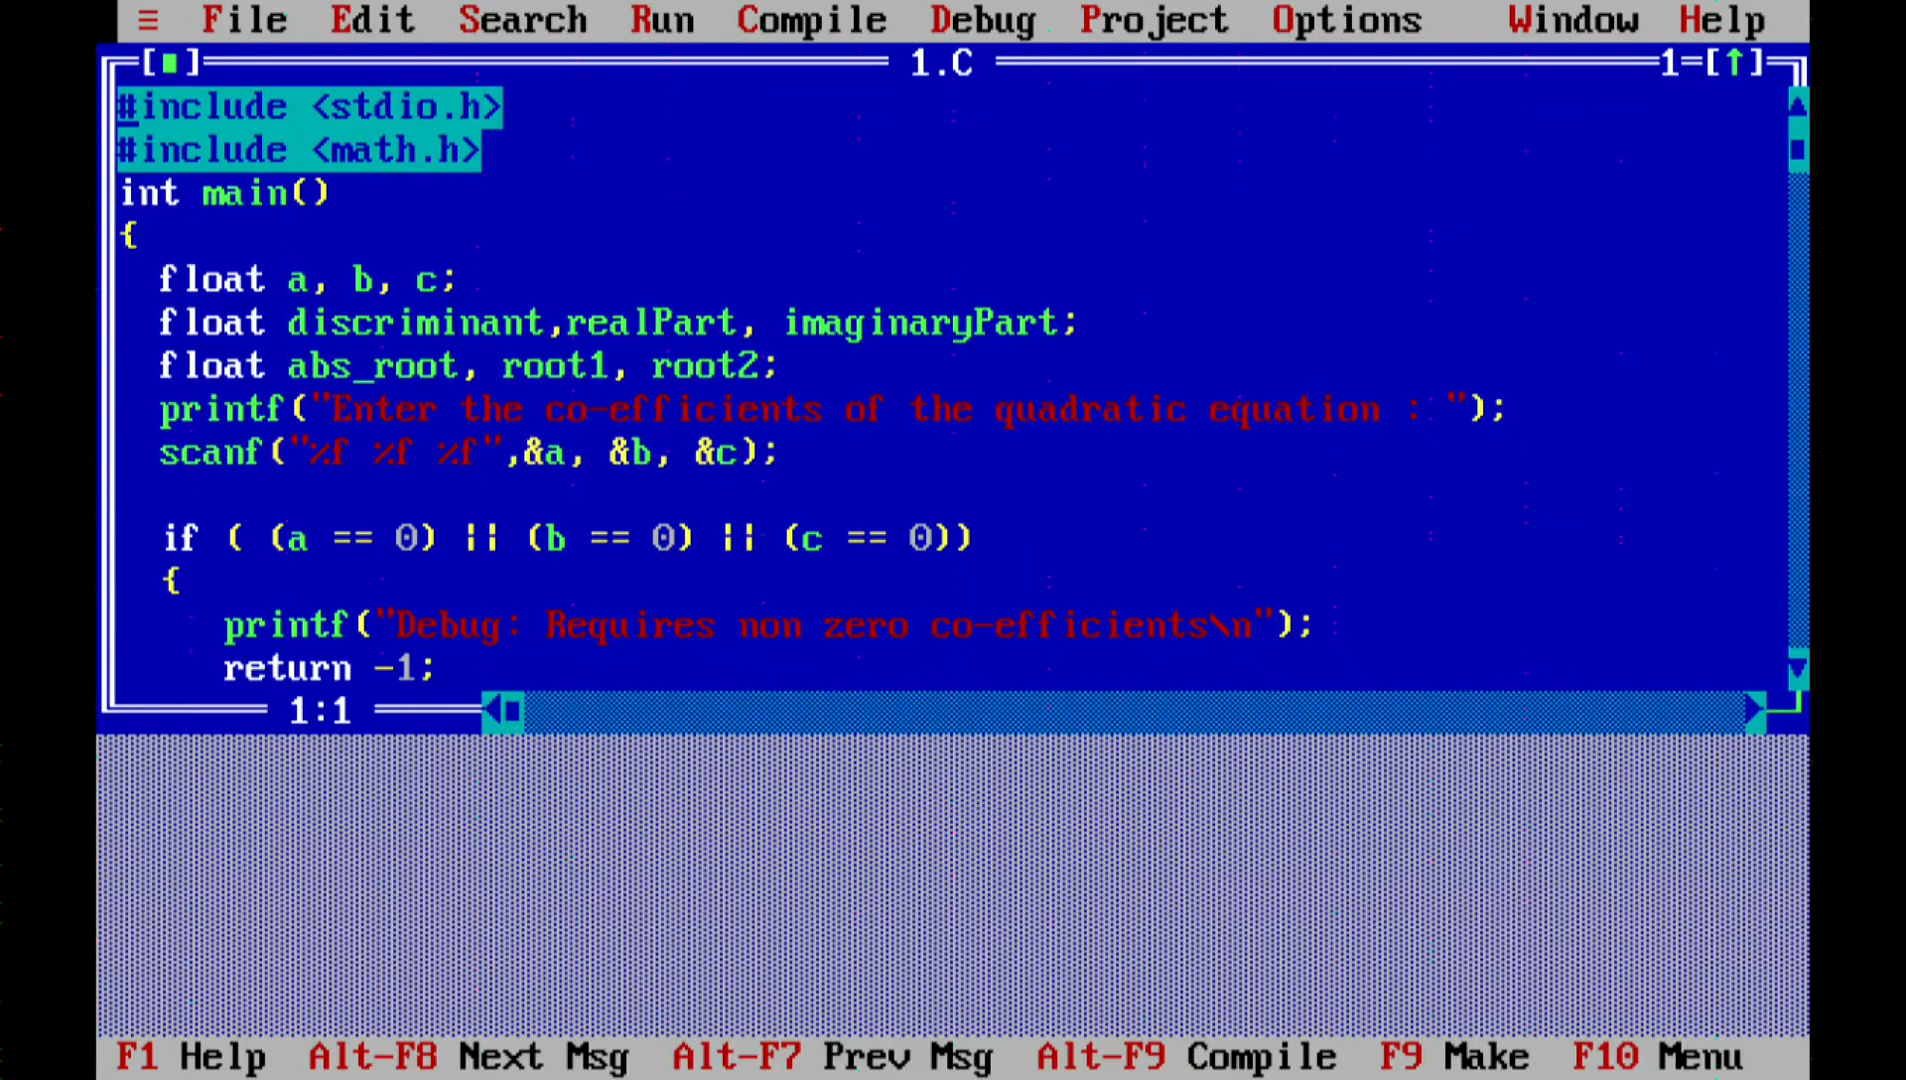 ≡ File Edit Search Run Compile Debug Project Options Window Help
[■] 1.C 1=[↑]
#include <stdio.h>
#include <math.h>
int main()
{
float a, b, c;
float discriminant,realPart, imaginaryPart;
float abs_root, root1, root2;
printf("Enter the co-efficients of the quadratic equation : ");
scanf("%f %f %f",&a, &b, &c);
if ( (a == 0) || (b == 0) || (c == 0))
{
printf("Debug: Requires non zero co-efficients\n");
return -1;
1:1
F1 Help Alt-F8 Next Msg Alt-F7 Prev Msg Alt-F9 Compile F9 Make F10 Menu